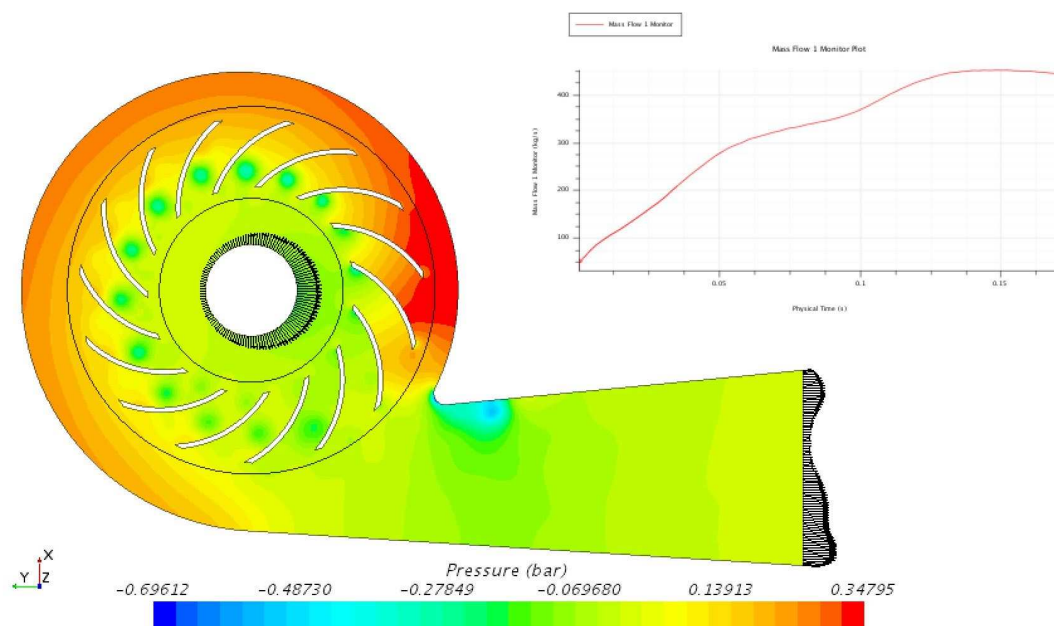 Mass Flow 1 Monitor
Mass Flow 1 Monitor Plot
400
300
200
100
Mass Flow 1 Monitor (kg/s)
0.05
0.1
0.15
Physical Time (s)
X
Y
Z
Pressure (bar)
-0.69612
-0.48730
-0.27849
-0.069680
0.13913
0.34795